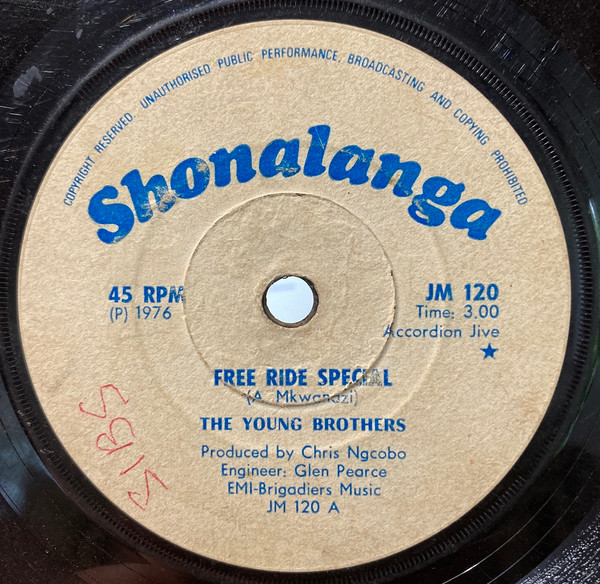 COPYRIGHT RESERVED. UNAUTHORISED PUBLIC PERFORMANCE, BROADCASTING AND COPYING PROHIBITED
Shonalanga
45 RPM
(P) 1976
JM 120
Time: 3.00
Accordion Jive
FREE RIDE SPECIAL
(A. Mkwanazi)
THE YOUNG BROTHERS
Produced by Chris Ngcobo
Engineer: Glen Pearce
EMI-Brigadiers Music
JM 120 A